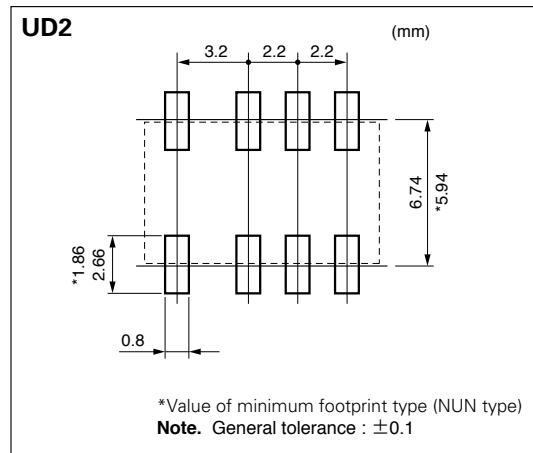 UD2
(mm)
3.2 2.2 2.2
6.74
*5.94
*1.86
2.66
0.8
*Value of minimum footprint type (NUN type)
Note. General tolerance : ±0.1